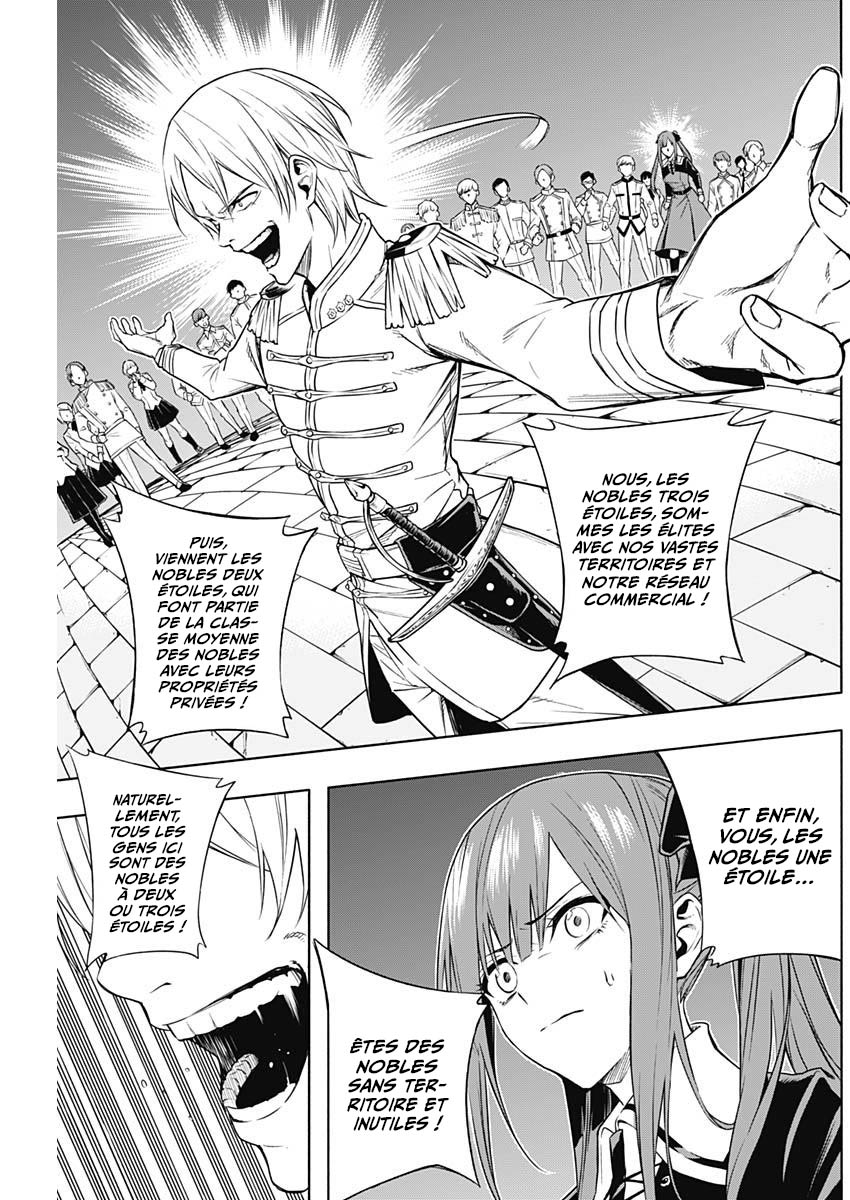 NOUS, LES
NOBLES TROIS
ÉTOILES, SOM-
MES LES ÉLITES
AVEC NOS VASTES
TERRITOIRES ET
NOTRE RÉSEAU
COMMERCIAL !
PUIS,
VIENNENT LES
NOBLES DEUX
ÉTOILES, QUI
FONT PARTIE
DE LA CLAS-
SE MOYENNE
DES NOBLES
AVEC LEURS
PROPRIÉTÉS
PRIVÉES !
ET ENFIN,
VOUS, LES
NOBLES UNE
ÉTOILE...
ÊTES DES
NOBLES
SANS TER-
RITOIRE ET
INUTILES !
NATUREL-
LEMENT,
TOUS LES
GENS ICI
SONT DES
NOBLES
À DEUX
OU TROIS
ÉTOILES !